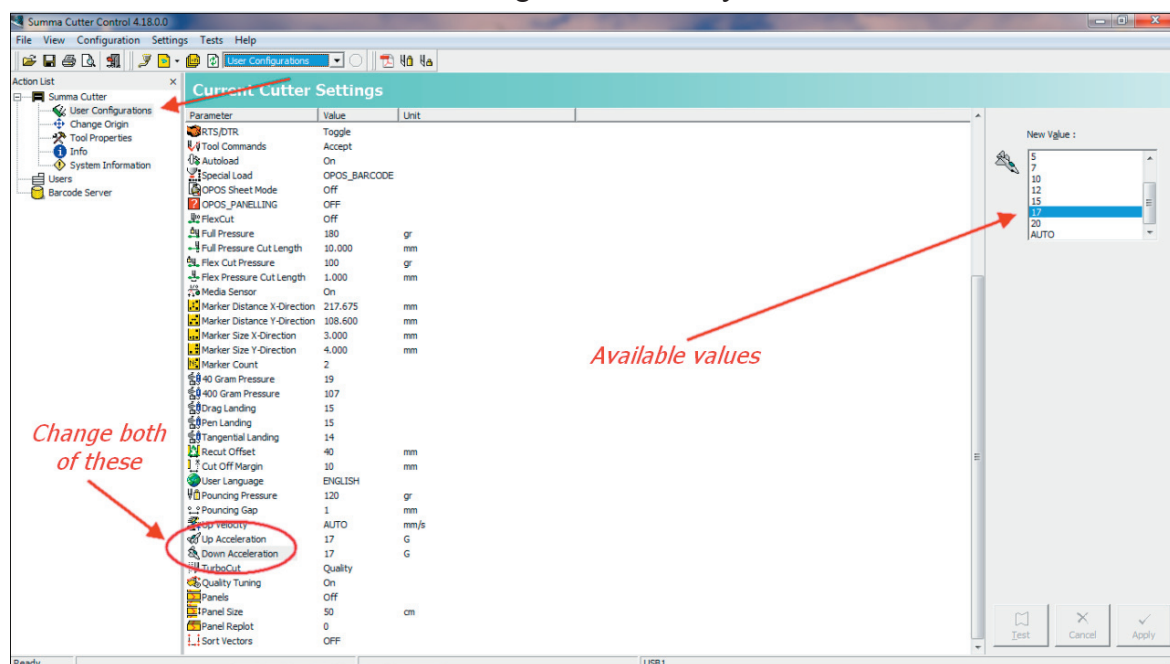 Summa Cutter Control 4.18.0.0
File View Configuration Settings Tests Help
User Configurations
Action List
Summa Cutter
User Configurations
Change Origin
Tool Properties
Info
System Information
Users
Barcode Server
Current Cutter Settings
Parameter Value Unit
RTS/DTR Toggle
Tool Commands Accept
Autoload On
Special Load OPOS_BARCODE
OPOS Sheet Mode Off
OPOS_PANELLING OFF
FlexCut Off
Full Pressure 180 gr
Full Pressure Cut Length 10.000 mm
Flex Cut Pressure 100 gr
Flex Pressure Cut Length 1.000 mm
Media Sensor On
Marker Distance X-Direction 217.675 mm
Marker Distance Y-Direction 108.600 mm
Marker Size X-Direction 3.000 mm
Marker Size Y-Direction 4.000 mm
Marker Count 2
40 Gram Pressure 19
400 Gram Pressure 107
Drag Landing 15
Pen Landing 15
Tangential Landing 14
Recut Offset 40 mm
Cut Off Margin 10 mm
User Language ENGLISH
Pouncing Pressure 120 gr
Pouncing Gap 1 mm
Up Velocity AUTO mm/s
Up Acceleration 17 G
Down Acceleration 17 G
TurboCut Quality
Quality Tuning On
Panels Off
Panel Size 50 cm
Panel Replot 0
Sort Vectors OFF
Change both
of these
New Value :
5
7
10
12
15
17
20
AUTO
Available values
Test Cancel Apply
Ready USB1